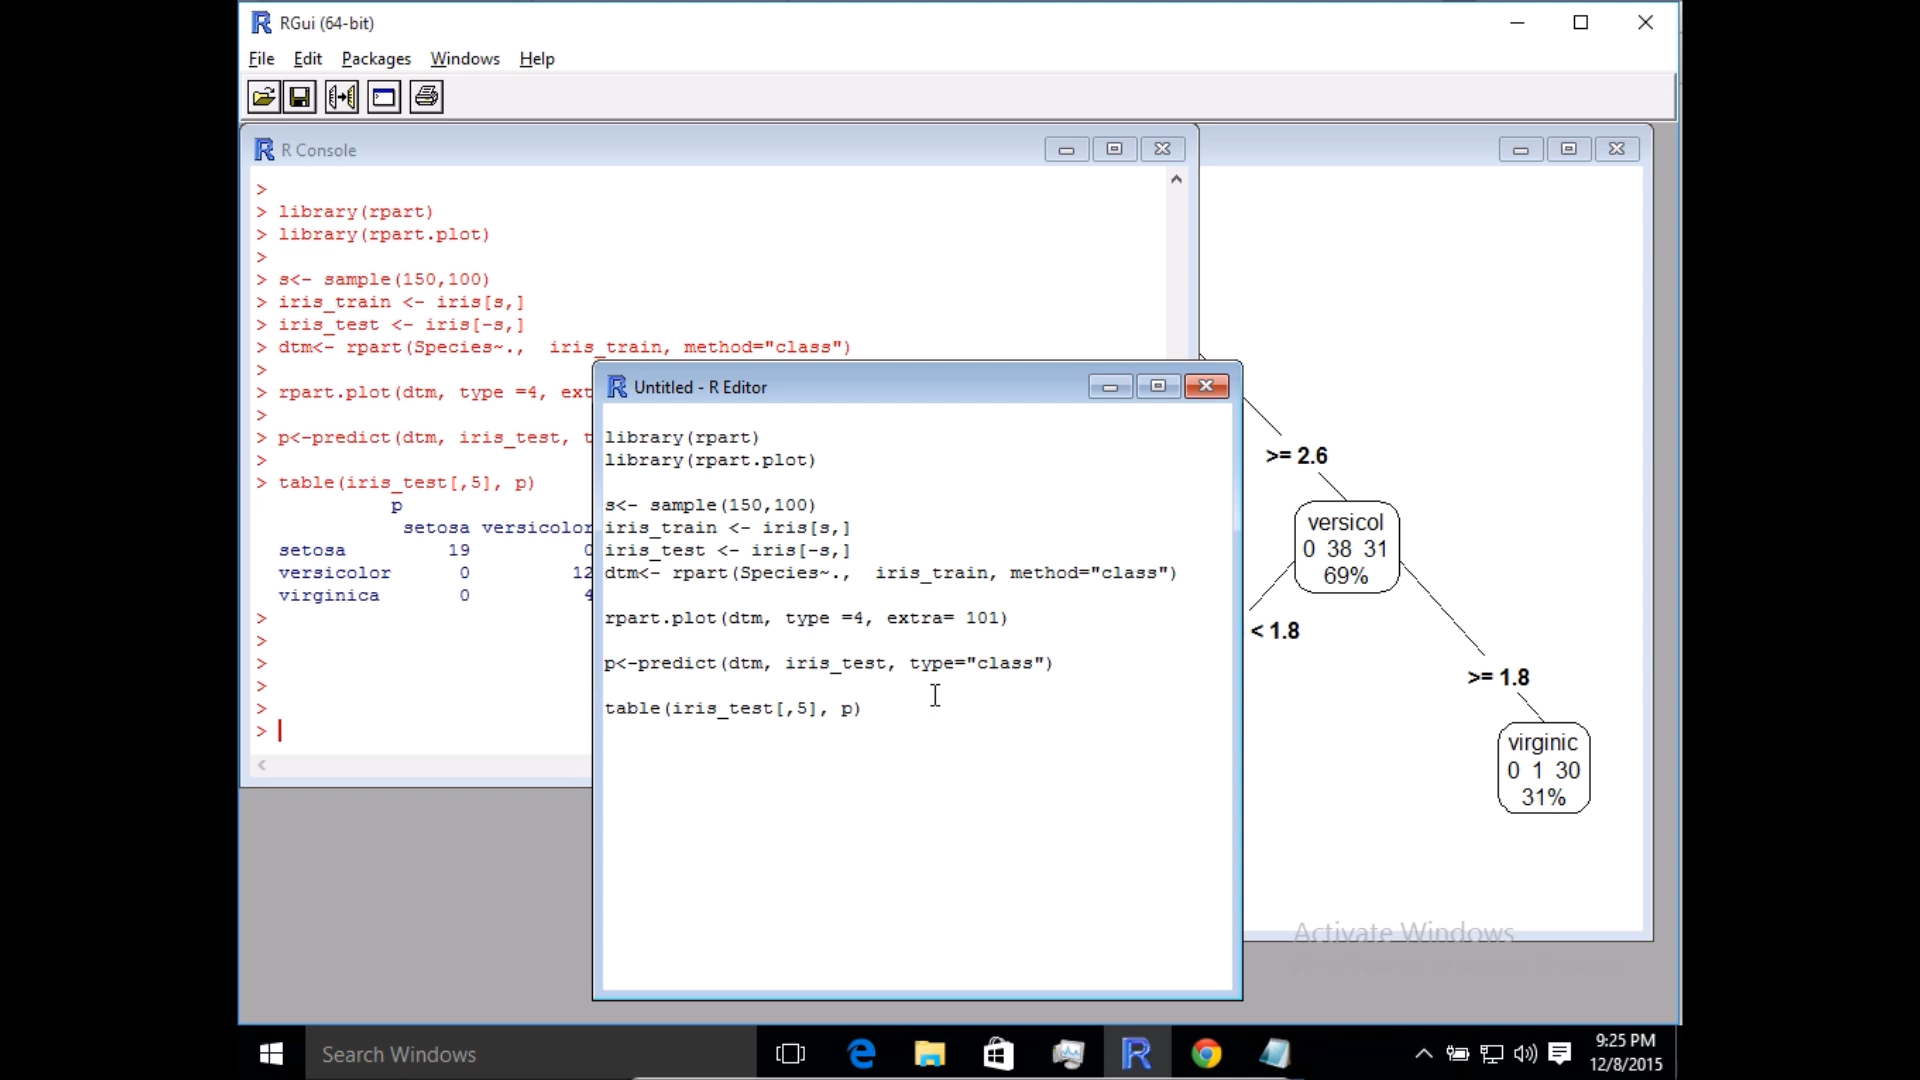 RGui (64-bit)
File Edit Packages Windows Help
R Console
>
> library(rpart)
> library(rpart.plot)
>
> s<- sample(150,100)
> iris_train <- iris[s,]
> iris_test <- iris[-s,]
> dtm<- rpart(Species~., iris_train, method="class")
>
> rpart.plot(dtm, type =4, ext
>
> p<-predict(dtm, iris_test, t
>
> table(iris_test[,5], p)
p
setosa versicolor
setosa 19 0
versicolor 0 12
virginica 0 4
>
>
>
>
>
>
Untitled - R Editor
library(rpart)
library(rpart.plot)
s<- sample(150,100)
iris_train <- iris[s,]
iris_test <- iris[-s,]
dtm<- rpart(Species~., iris_train, method="class")
rpart.plot(dtm, type =4, extra= 101)
p<-predict(dtm, iris_test, type="class")
table(iris_test[,5], p)
>= 2.6
versicol
0 38 31
69%
< 1.8
>= 1.8
virginic
0 1 30
31%
Activate Windows
Search Windows
9:25 PM
12/8/2015